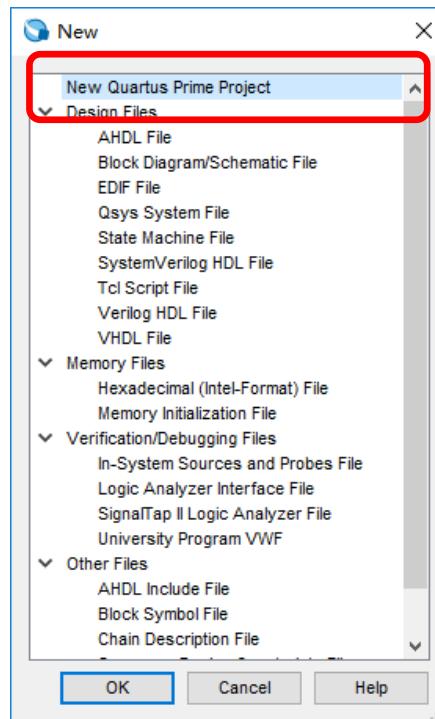 New
New Quartus Prime Project
Design Files
AHDL File
Block Diagram/Schematic File
EDIF File
Qsys System File
State Machine File
SystemVerilog HDL File
Tcl Script File
Verilog HDL File
VHDL File
Memory Files
Hexadecimal (Intel-Format) File
Memory Initialization File
Verification/Debugging Files
In-System Sources and Probes File
Logic Analyzer Interface File
SignalTap II Logic Analyzer File
University Program VWF
Other Files
AHDL Include File
Block Symbol File
Chain Description File
OK Cancel Help